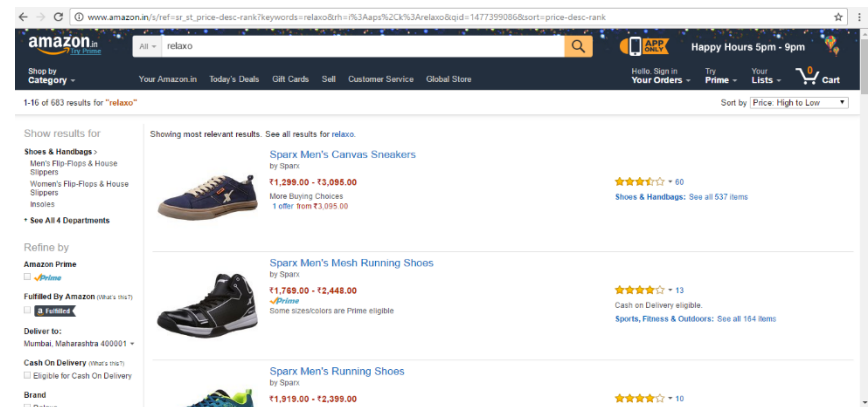 www.amazon.in/s/ref=sr_st_price-desc-rank?keywords=relaxo&rh=i%3Aaps%2Ck%3Arelaxo&qid=1477399086&sort=price-desc-rank
amazon.in
Try Prime
All
relaxo
APP ONLY
Happy Hours 5pm - 9pm
Shop by
Category
Your Amazon.in Today's Deals Gift Cards Sell Customer Service Global Store
Hello. Sign in
Your Orders
Try
Prime
Your
Lists
0
Cart
1-16 of 683 results for "relaxo"
Sort by Price: High to Low
Show results for
Shoes & Handbags ›
Men's Flip-Flops & House
Slippers
Women's Flip-Flops & House
Slippers
Insoles
+ See All 4 Departments
Refine by
Amazon Prime
Prime
Fulfilled By Amazon (What's this?)
a Fulfilled
Deliver to:
Mumbai, Maharashtra 400001
Cash On Delivery (What's this?)
Eligible for Cash On Delivery
Brand
Showing most relevant results. See all results for relaxo.
Sparx Men's Canvas Sneakers
by Sparx
₹1,299.00 - ₹3,095.00
More Buying Choices
1 offer from ₹3,095.00
60
Shoes & Handbags: See all 537 items
Sparx Men's Mesh Running Shoes
by Sparx
₹1,769.00 - ₹2,448.00
Prime
Some sizes/colors are Prime eligible
13
Cash on Delivery eligible.
Sports, Fitness & Outdoors: See all 164 items
Sparx Men's Running Shoes
by Sparx
₹1,919.00 - ₹2,399.00
10